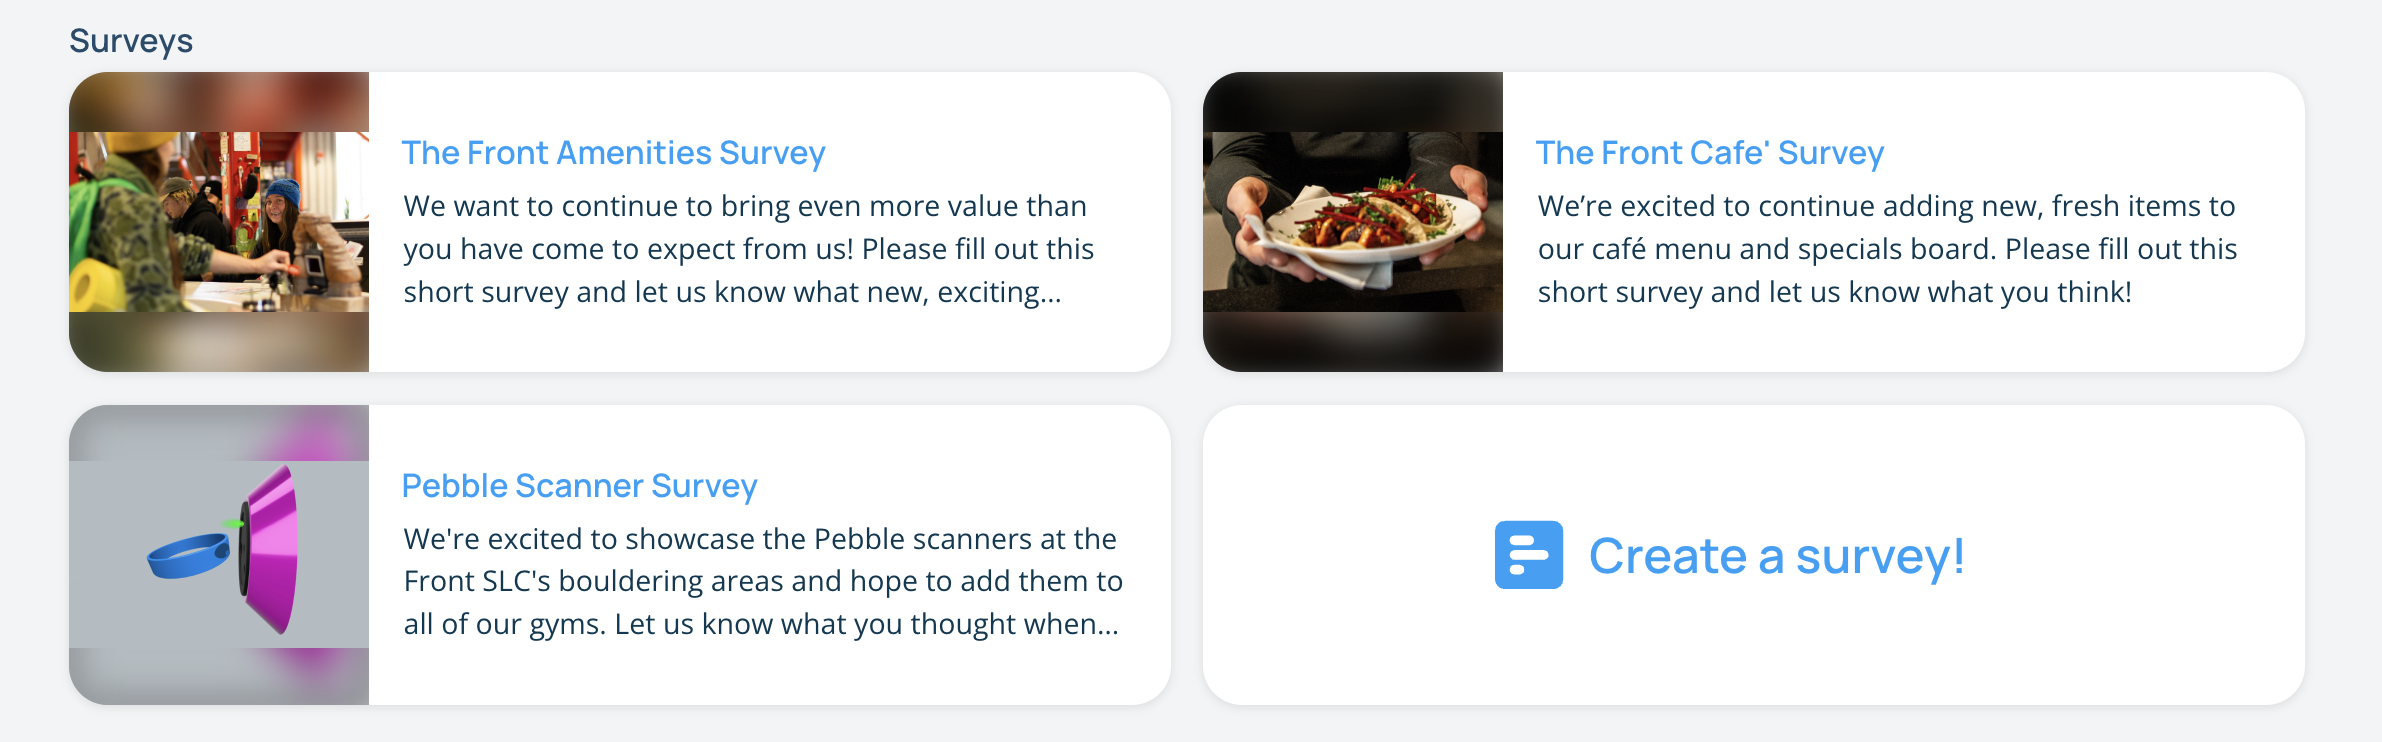 Surveys
The Front Amenities Survey
We want to continue to bring even more value than
you have come to expect from us! Please fill out this
short survey and let us know what new, exciting...
The Front Cafe' Survey
We’re excited to continue adding new, fresh items to
our café menu and specials board. Please fill out this
short survey and let us know what you think!
Pebble Scanner Survey
We're excited to showcase the Pebble scanners at the
Front SLC's bouldering areas and hope to add them to
all of our gyms. Let us know what you thought when...
Create a survey!